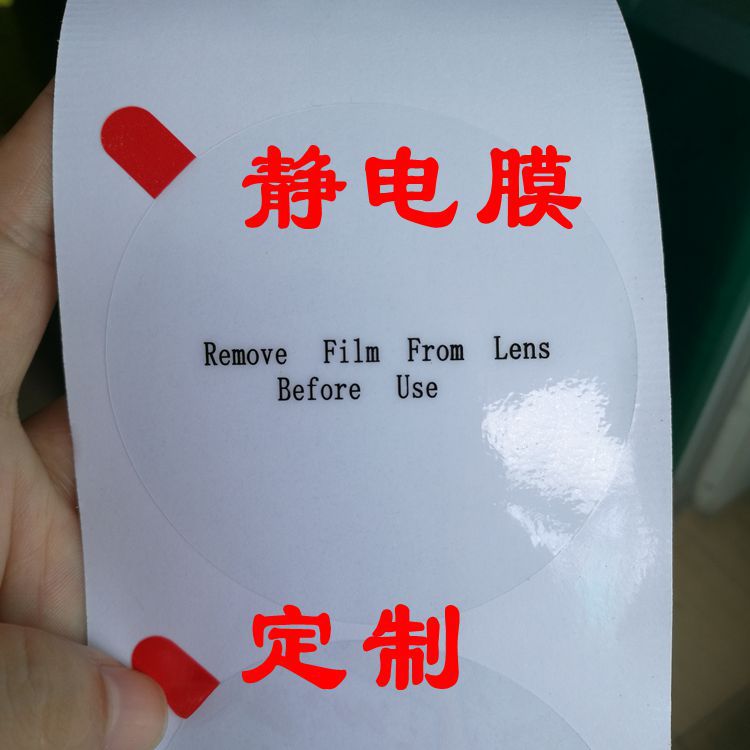 静电膜
Remove Film From Lens
Before Use
定制